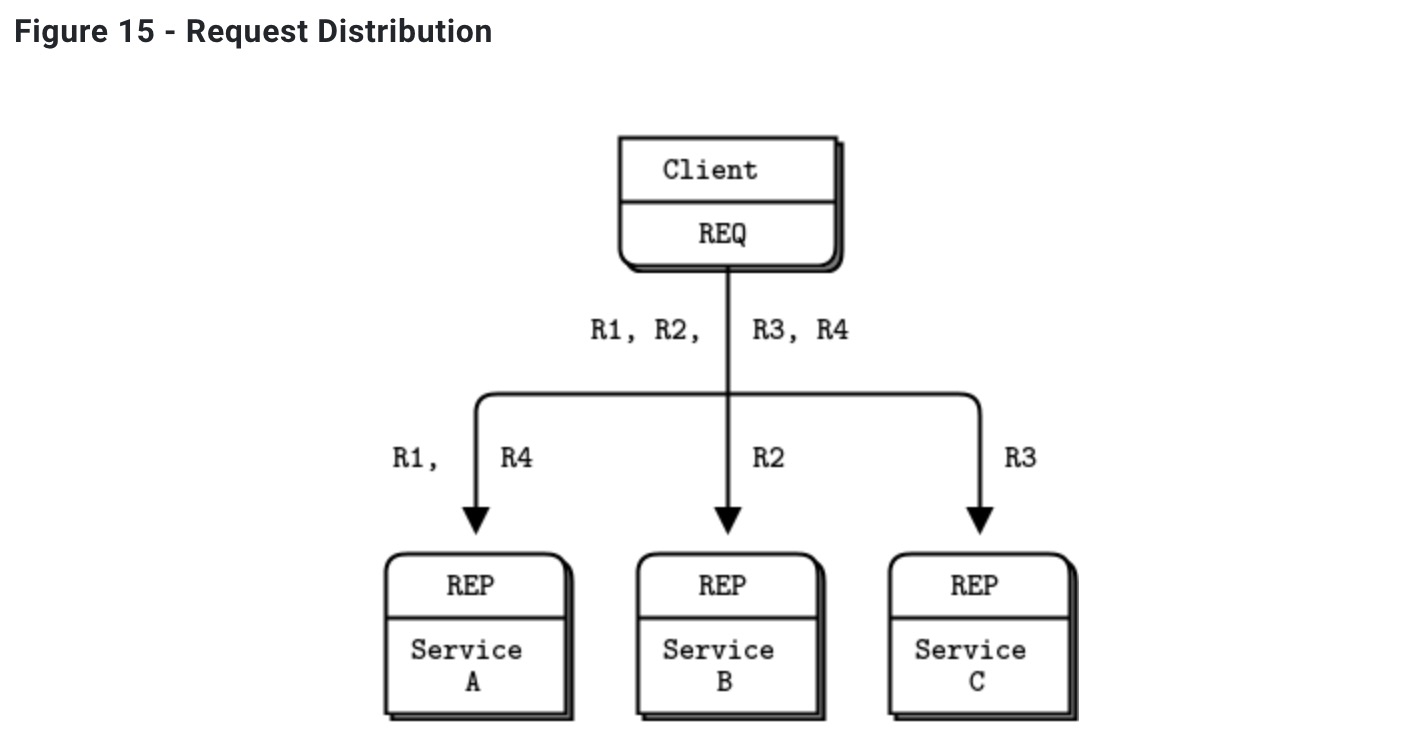 Figure 15 - Request Distribution
Client
REQ
R1, R2, R3, R4
R1, R4 R2 R3
REP REP REP
Service Service Service
A B C